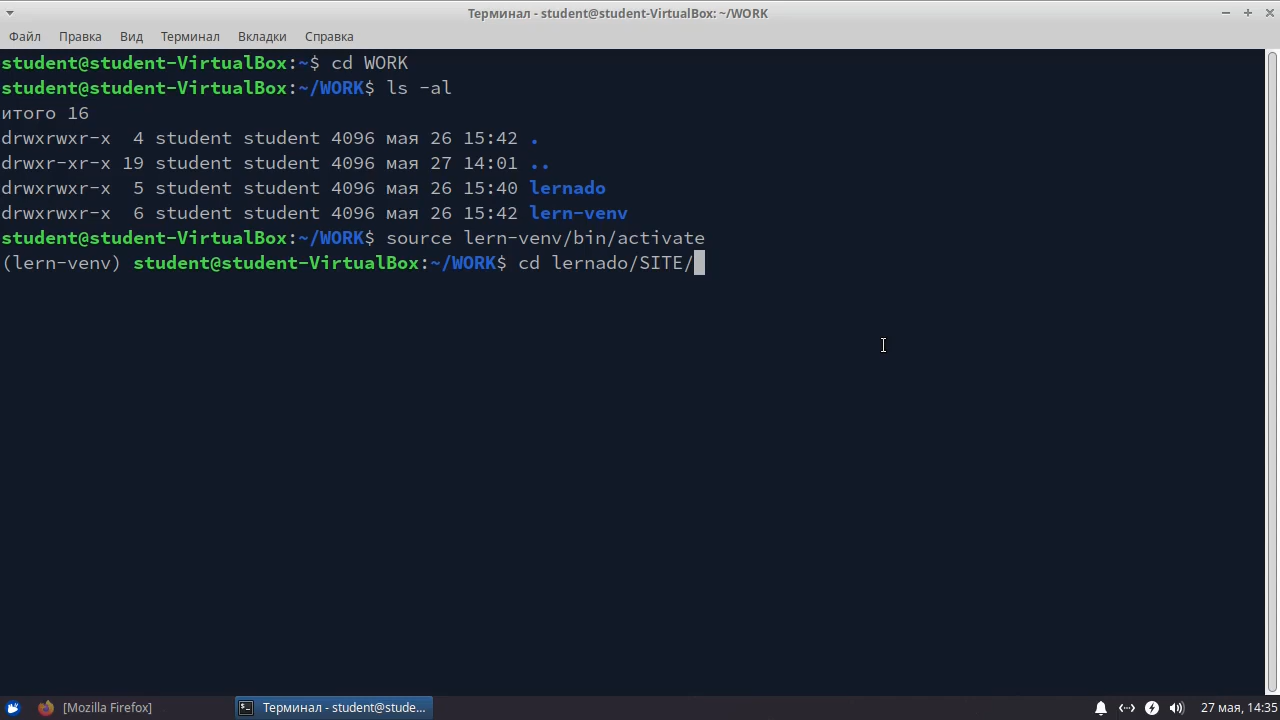 Терминал - student@student-VirtualBox: ~/WORK
Файл Правка Вид Терминал Вкладки Справка
student@student-VirtualBox:~$ cd WORK
student@student-VirtualBox:~/WORK$ ls -al
итого 16
drwxrwxr-x  4 student student 4096 мая 26 15:42 .
drwxr-xr-x 19 student student 4096 мая 27 14:01 ..
drwxrwxr-x  5 student student 4096 мая 26 15:40 lernado
drwxrwxr-x  6 student student 4096 мая 26 15:42 lern-venv
student@student-VirtualBox:~/WORK$ source lern-venv/bin/activate
(lern-venv) student@student-VirtualBox:~/WORK$ cd lernado/SITE/
[Mozilla Firefox] Терминал - student@stude... 27 мая, 14:35